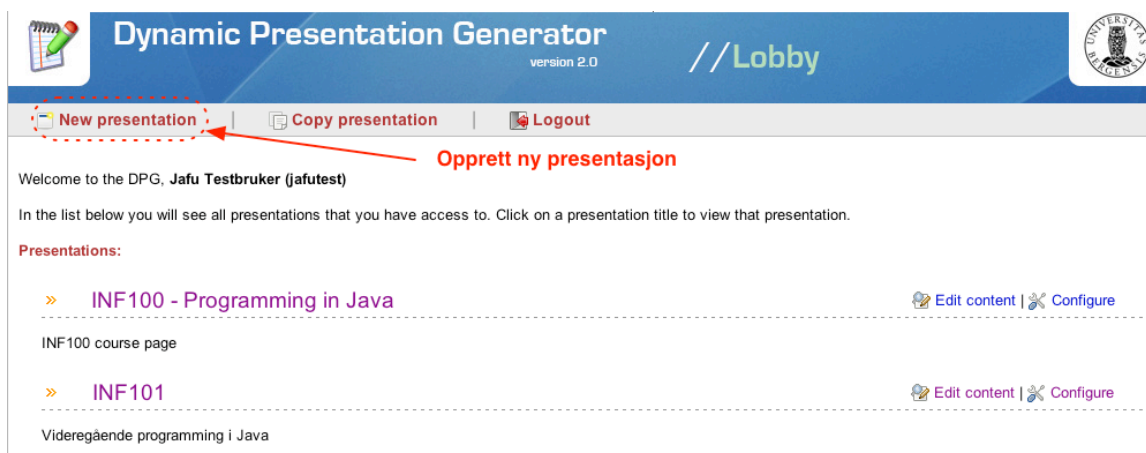 Dynamic Presentation Generator
version 2.0
//Lobby
UNIVERSITAS BERGENSIS
New presentation | Copy presentation | Logout
Opprett ny presentasjon
Welcome to the DPG, Jafu Testbruker (jafutest)
In the list below you will see all presentations that you have access to. Click on a presentation title to view that presentation.
Presentations:
» INF100 - Programming in Java Edit content | Configure
INF100 course page
» INF101 Edit content | Configure
Videregående programming i Java